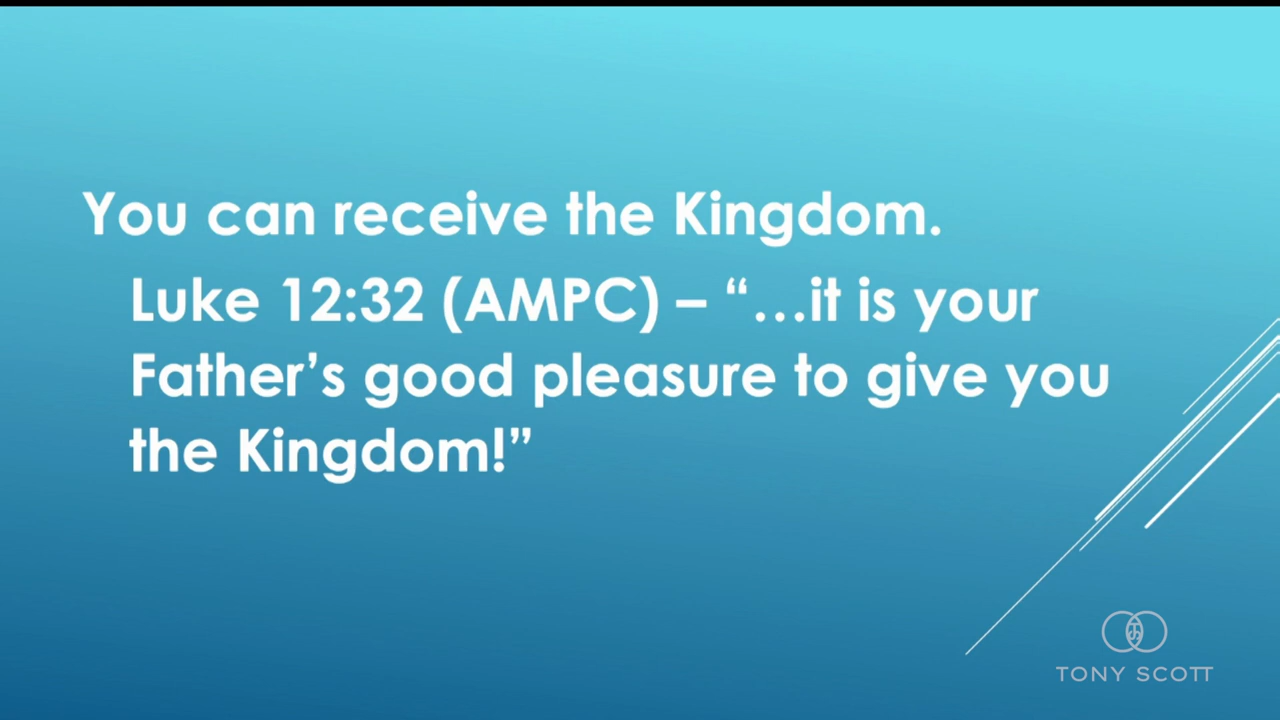 You can receive the Kingdom.
Luke 12:32 (AMPC) – “…it is your
Father’s good pleasure to give you
the Kingdom!”
TS
TONY SCOTT